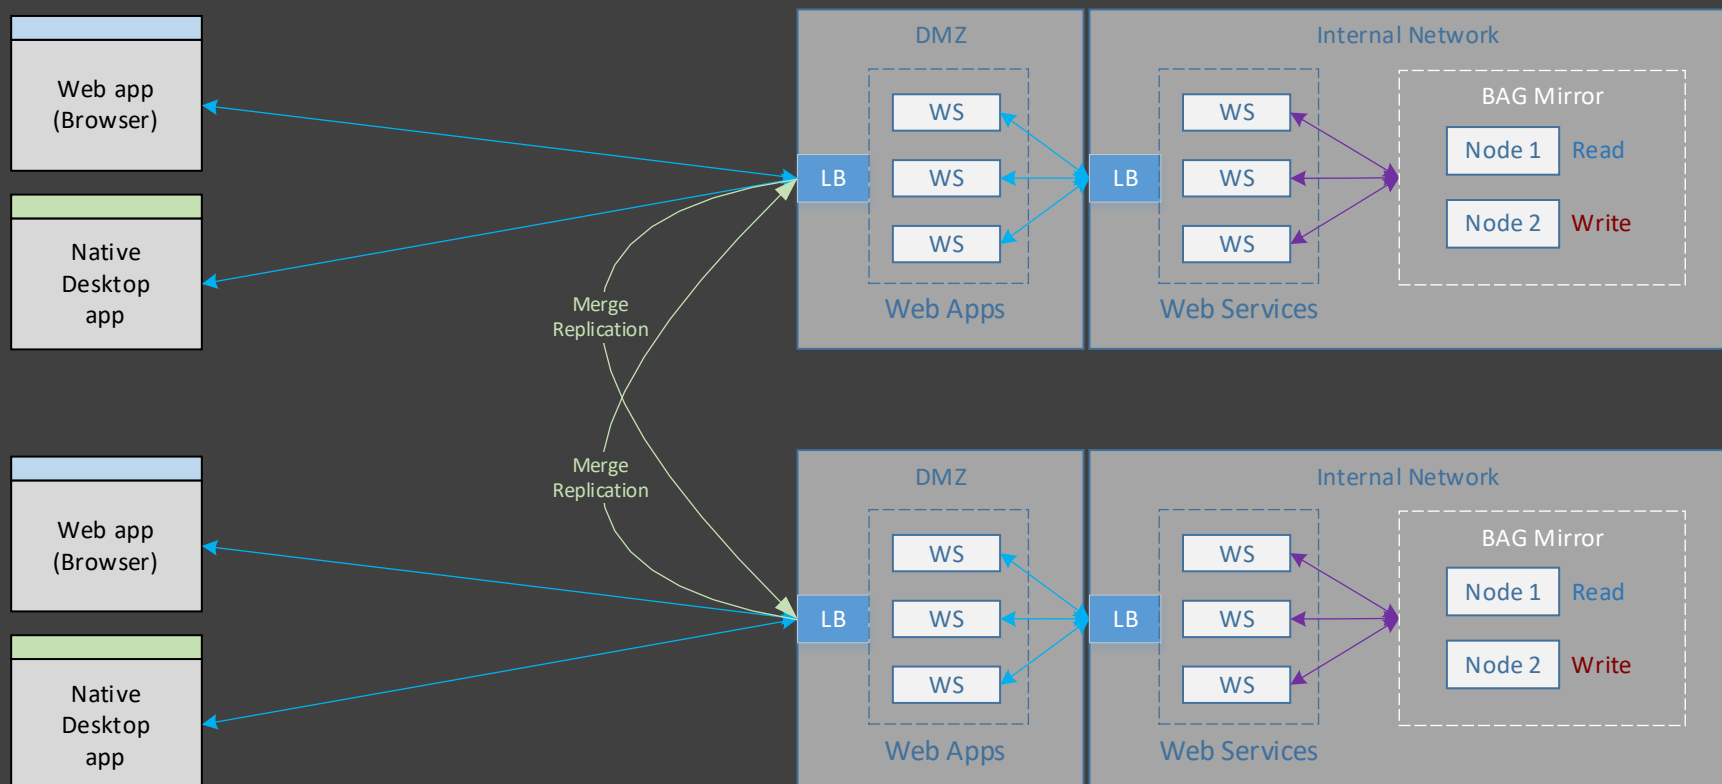 Web app
(Browser)
Native
Desktop
app
Merge
Replication
DMZ
WS
LB
WS
WS
Web Apps
Internal Network
WS
LB
WS
WS
Web Services
BAG Mirror
Node 1 Read
Node 2 Write
Web app
(Browser)
Native
Desktop
app
Merge
Replication
DMZ
WS
LB
WS
WS
Web Apps
Internal Network
WS
LB
WS
WS
Web Services
BAG Mirror
Node 1 Read
Node 2 Write